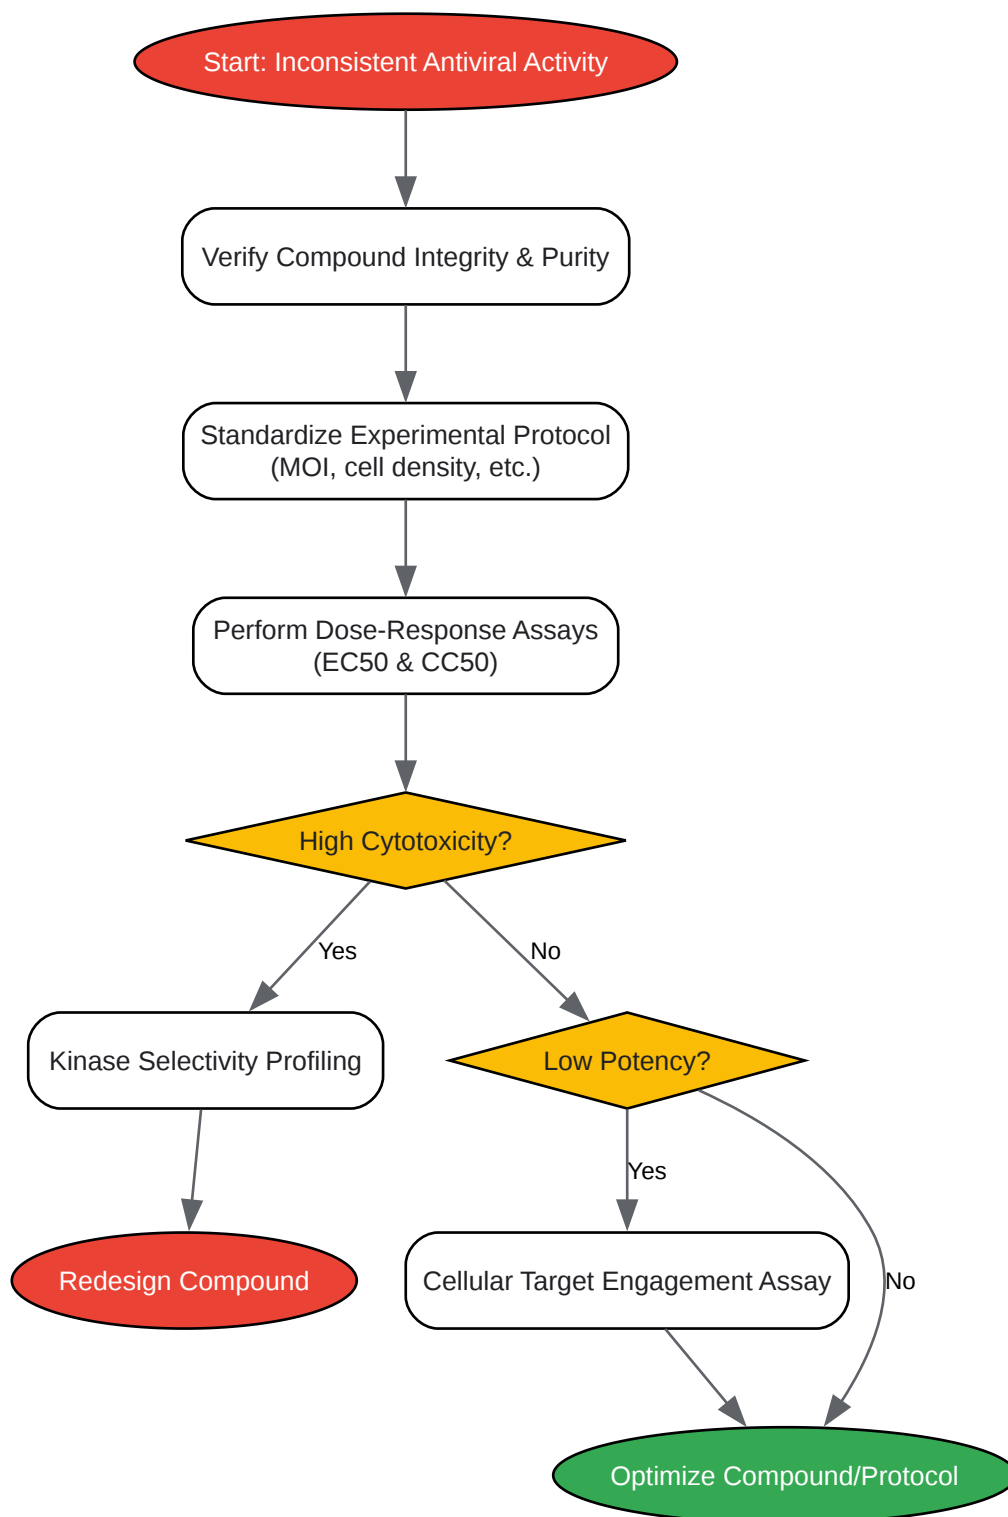 Start: Inconsistent Antiviral Activity
Verify Compound Integrity & Purity
Standardize Experimental Protocol
(MOI, cell density, etc.)
Perform Dose-Response Assays
(EC50 & CC50)
High Cytotoxicity?
Yes
No
Kinase Selectivity Profiling
Low Potency?
Yes
Redesign Compound
Cellular Target Engagement Assay
No
Optimize Compound/Protocol